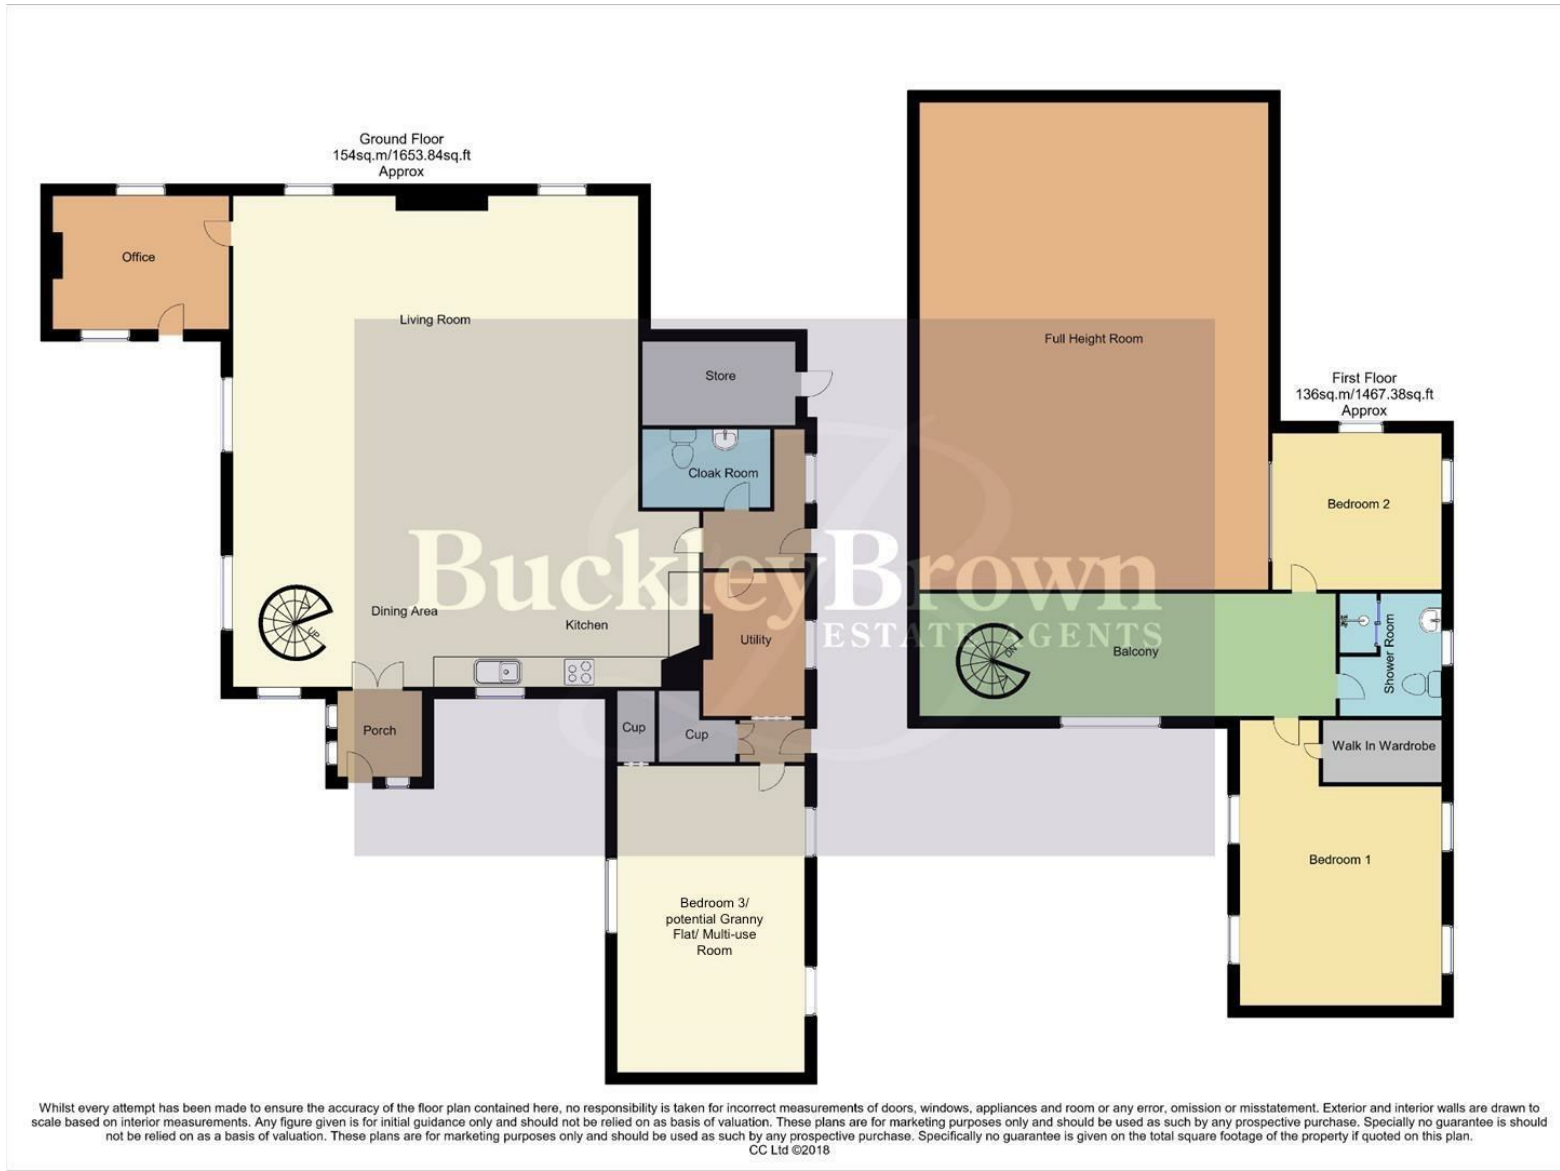 Ground Floor
154sq.m/1653.84sq.ft
Approx
Office
Living Room
Store
Cloak Room
Dining Area
Kitchen
UP
Utility
Porch
Cup
Cup
Bedroom 3/
potential Granny
Flat/ Multi-use
Room
Full Height Room
First Floor
136sq.m/1467.38sq.ft
Approx
Bedroom 2
Balcony
DN
Shower Room
Walk In Wardrobe
Bedroom 1
BuckleyBrown
ESTATE AGENTS
Whilst every attempt has been made to ensure the accuracy of the floor plan contained here, no responsibility is taken for incorrect measurements of doors, windows, appliances and room or any error, omission or misstatement. Exterior and interior walls are drawn to
scale based on interior measurements. Any figure given is for initial guidance only and should not be relied on as basis of valuation. These plans are for marketing purposes only and should be used as such by any prospective purchase. Specially no guarantee is should
not be relied on as a basis of valuation. These plans are for marketing purposes only and should be used as such by any prospective purchase. Specifically no guarantee is given on the total square footage of the property if quoted on this plan.
CC Ltd ©2018